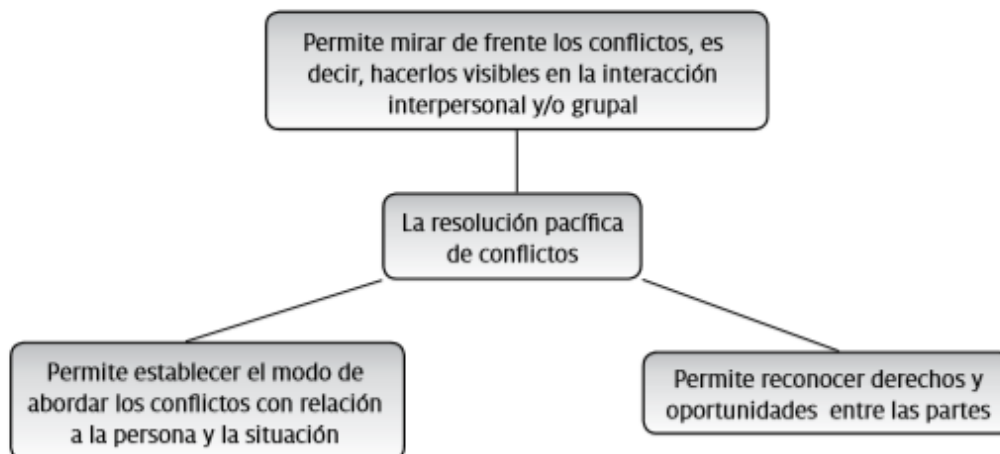 Permite mirar de frente los conflictos, es
decir, hacerlos visibles en la interacción
interpersonal y/o grupal
La resolución pacífica
de conflictos
Permite establecer el modo de
abordar los conflictos con relación
a la persona y la situación
Permite reconocer derechos y
oportunidades entre las partes